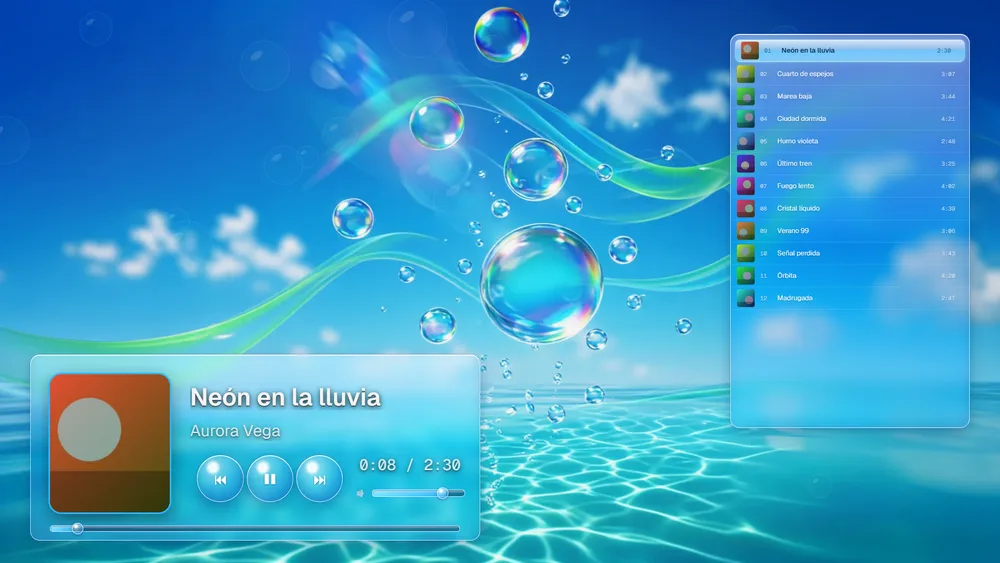 01 Neón en la lluvia 2:30
02 Cuarto de espejos 3:07
03 Marea baja 3:44
04 Ciudad dormida 4:21
05 Humo violeta 2:48
06 Último tren 3:25
07 Fuego lento 4:02
08 Cristal líquido 4:39
09 Verano 99 3:06
10 Señal perdida 3:43
11 Órbita 4:20
12 Madrugada 2:47
Neón en la lluvia
Aurora Vega
0:08 / 2:30